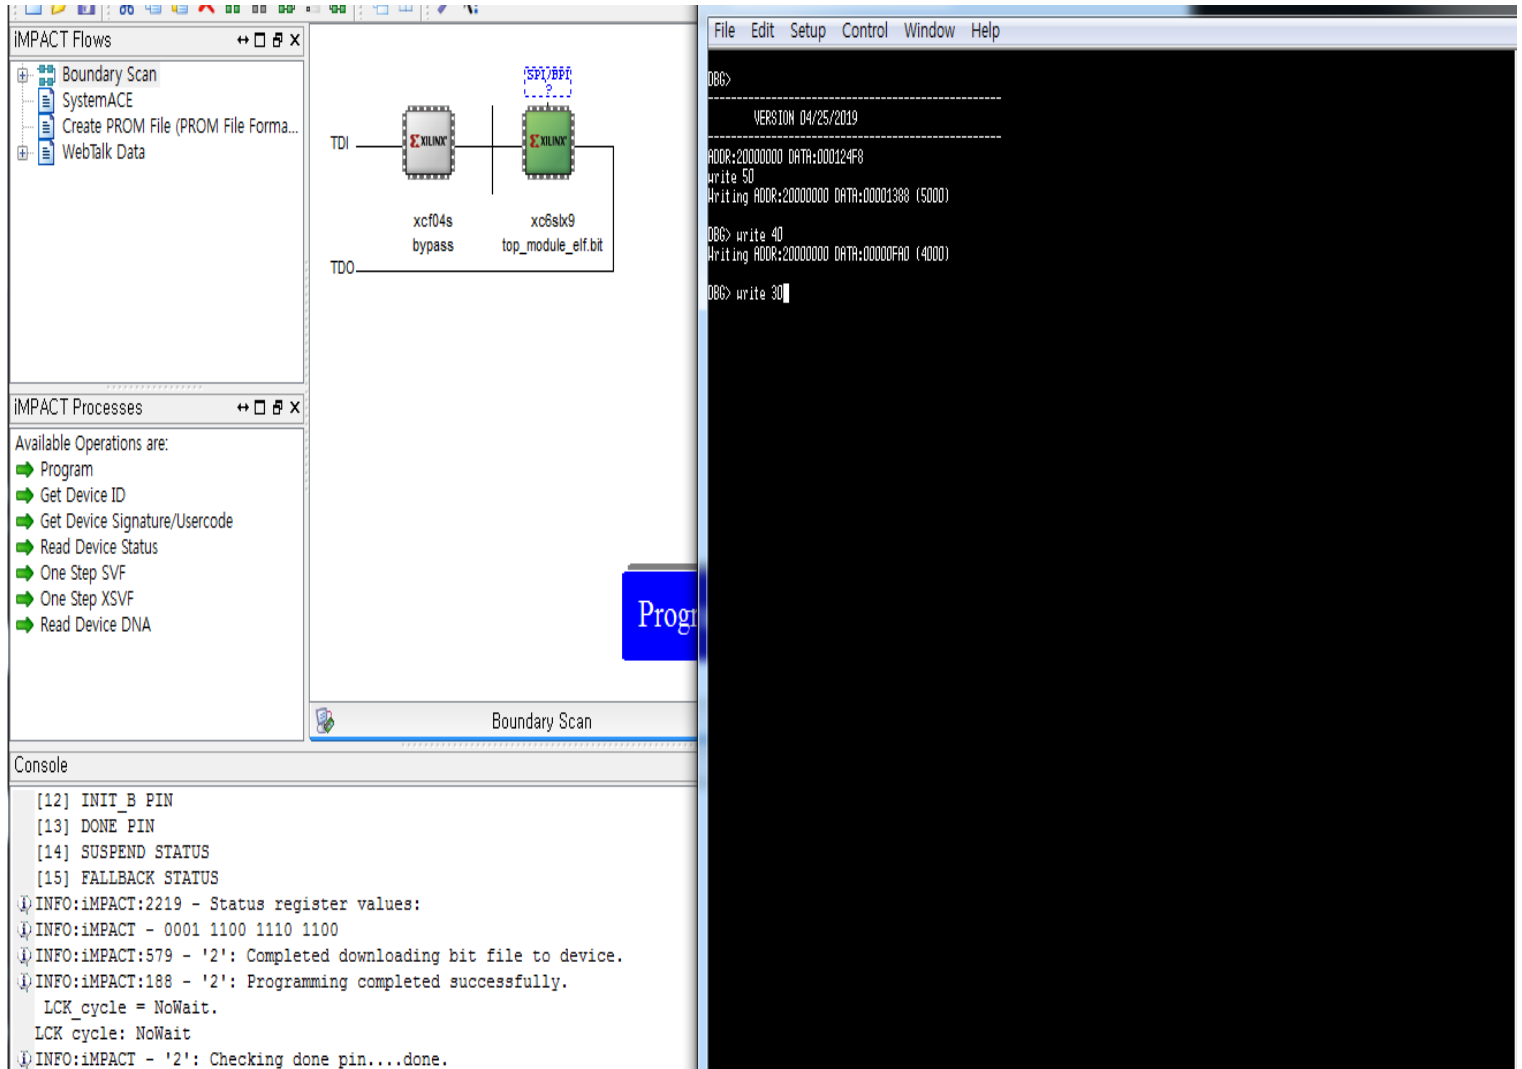 iMPACT Flows
Boundary Scan
SystemACE
Create PROM File (PROM File Forma...
WebTalk Data
iMPACT Processes
Available Operations are:
Program
Get Device ID
Get Device Signature/Usercode
Read Device Status
One Step SVF
One Step XSVF
Read Device DNA
SPI/BPI
?
TDI
XILINX
XILINX
xcf04s
bypass
xc6slx9
top_module_elf.bit
TDO
Progr
Boundary Scan
Console
[12] INIT_B PIN
[13] DONE PIN
[14] SUSPEND STATUS
[15] FALLBACK STATUS
INFO:iMPACT:2219 - Status register values:
INFO:iMPACT - 0001 1100 1110 1100
INFO:iMPACT:579 - '2': Completed downloading bit file to device.
INFO:iMPACT:188 - '2': Programming completed successfully.
LCK_cycle = NoWait.
LCK cycle: NoWait
INFO:iMPACT - '2': Checking done pin....done.
File Edit Setup Control Window Help
DBG>
--------------------------------------------------
VERSION 04/25/2019
--------------------------------------------------
ADDR:20000000 DATA:000124F8
write 50
Writing ADDR:20000000 DATA:00001388 (5000)
DBG> write 40
Writing ADDR:20000000 DATA:00000FA0 (4000)
DBG> write 30